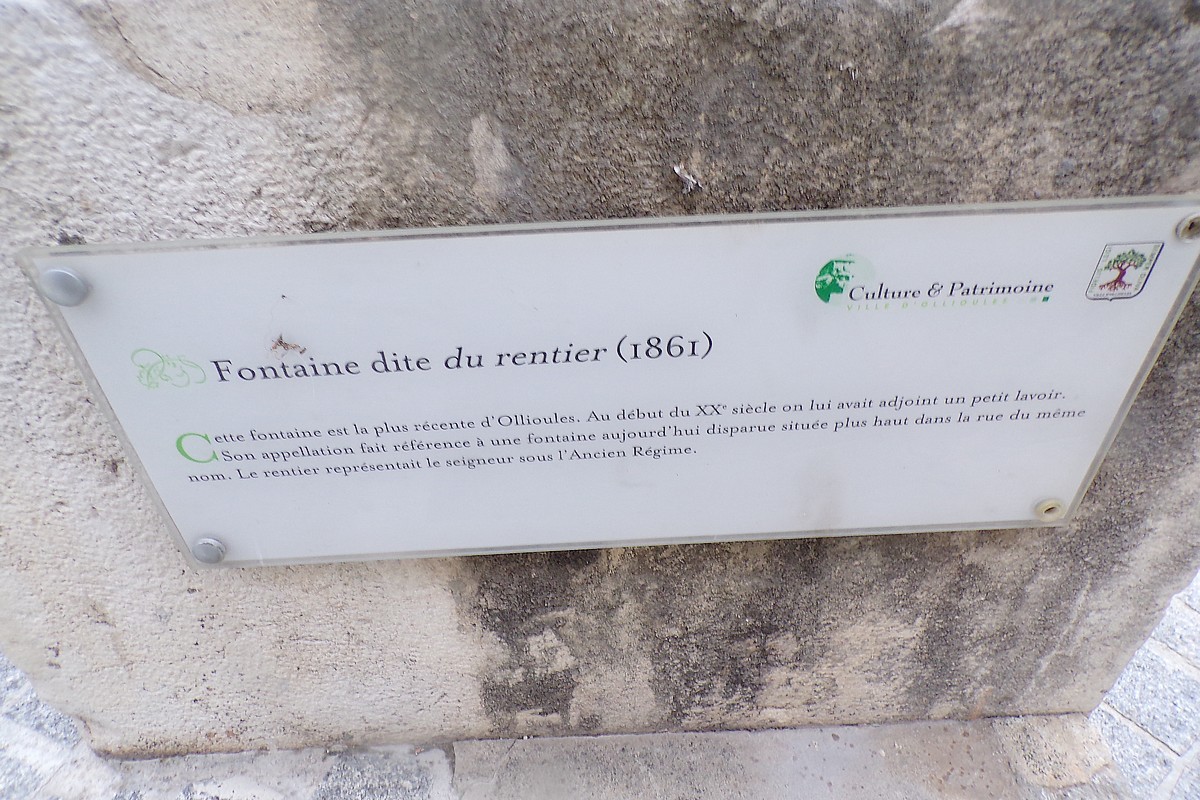 Culture & Patrimoine
VILLE D'OLLIOULES
Fontaine dite du rentier (1861)
Cette fontaine est la plus récente d'Ollioules. Au début du XXe siècle on lui avait adjoint un petit lavoir.
Son appellation fait référence à une fontaine aujourd'hui disparue située plus haut dans la rue du même
nom. Le rentier représentait le seigneur sous l'Ancien Régime.